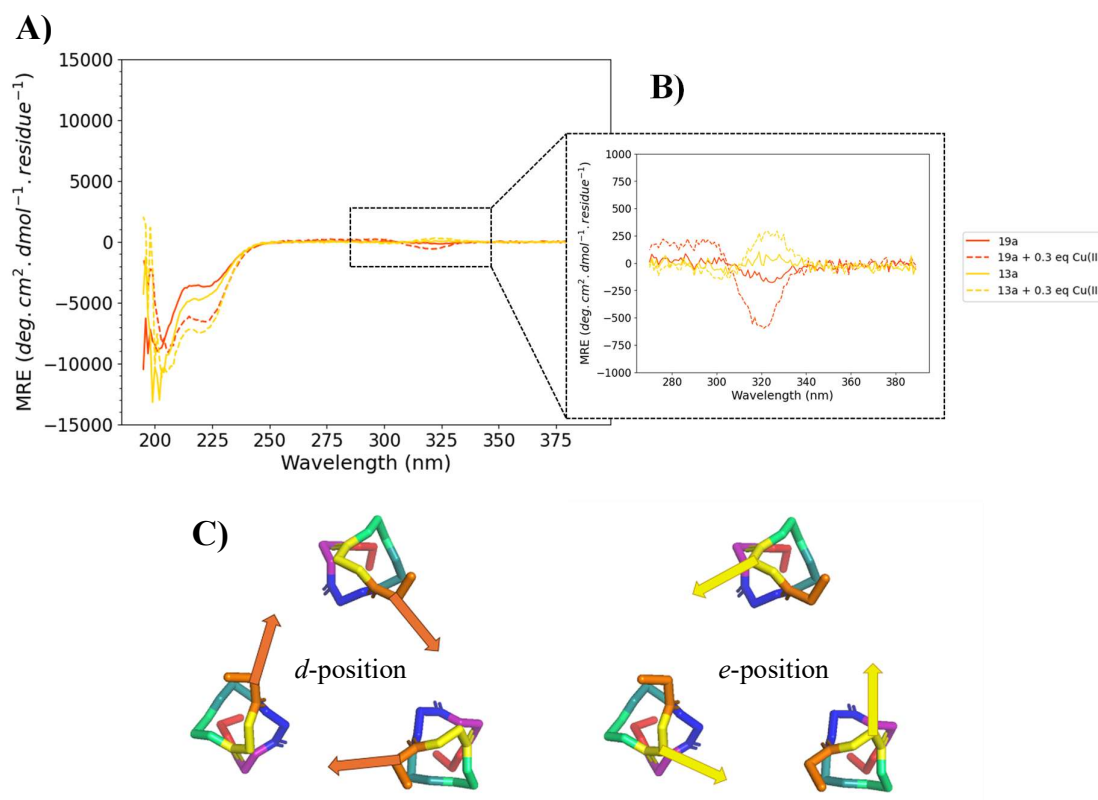 A)
15000
10000
5000
0
−5000
−10000
−15000
MRE (deg. cm². dmol⁻¹. residue⁻¹)
200 225 250 275 300 325 350 375
Wavelength (nm)
B)
1000
750
500
250
0
−250
−500
−750
−1000
MRE (deg. cm². dmol⁻¹. residue⁻¹)
280 300 320 340 360 380
Wavelength (nm)
19a
19a + 0.3 eq Cu(II
13a
13a + 0.3 eq Cu(II
C)
d-position
e-position